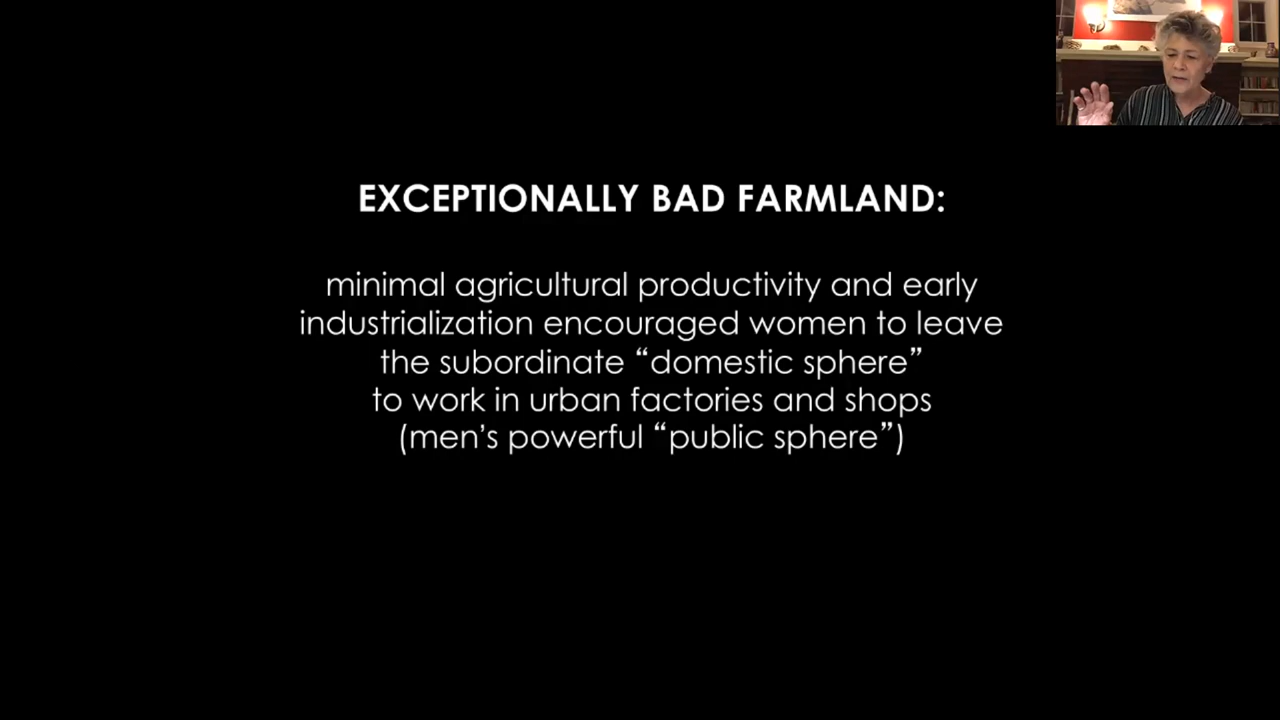 EXCEPTIONALLY BAD FARMLAND:
minimal agricultural productivity and early
industrialization encouraged women to leave
the subordinate “domestic sphere”
to work in urban factories and shops
(men’s powerful “public sphere”)